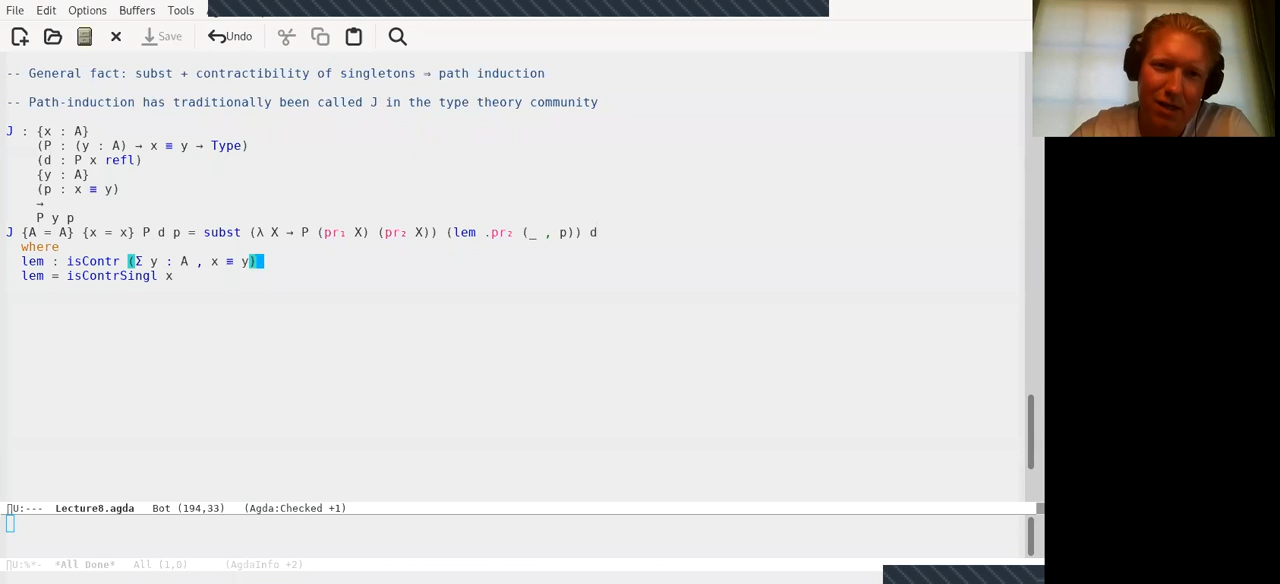 File Edit Options Buffers Tools
Save Undo
-- General fact: subst + contractibility of singletons ⇒ path induction
-- Path-induction has traditionally been called J in the type theory community
J : {x : A}
(P : (y : A) → x ≡ y → Type)
(d : P x refl)
{y : A}
(p : x ≡ y)
→
P y p
J {A = A} {x = x} P d p = subst (λ X → P (pr₁ X) (pr₂ X)) (lem .pr₂ (_ , p)) d
where
lem : isContr (Σ y : A , x ≡ y)
lem = isContrSingl x
U:--- Lecture8.agda Bot (194,33) (Agda:Checked +1)
U:%*- *All Done* All (1,0) (AgdaInfo +2)